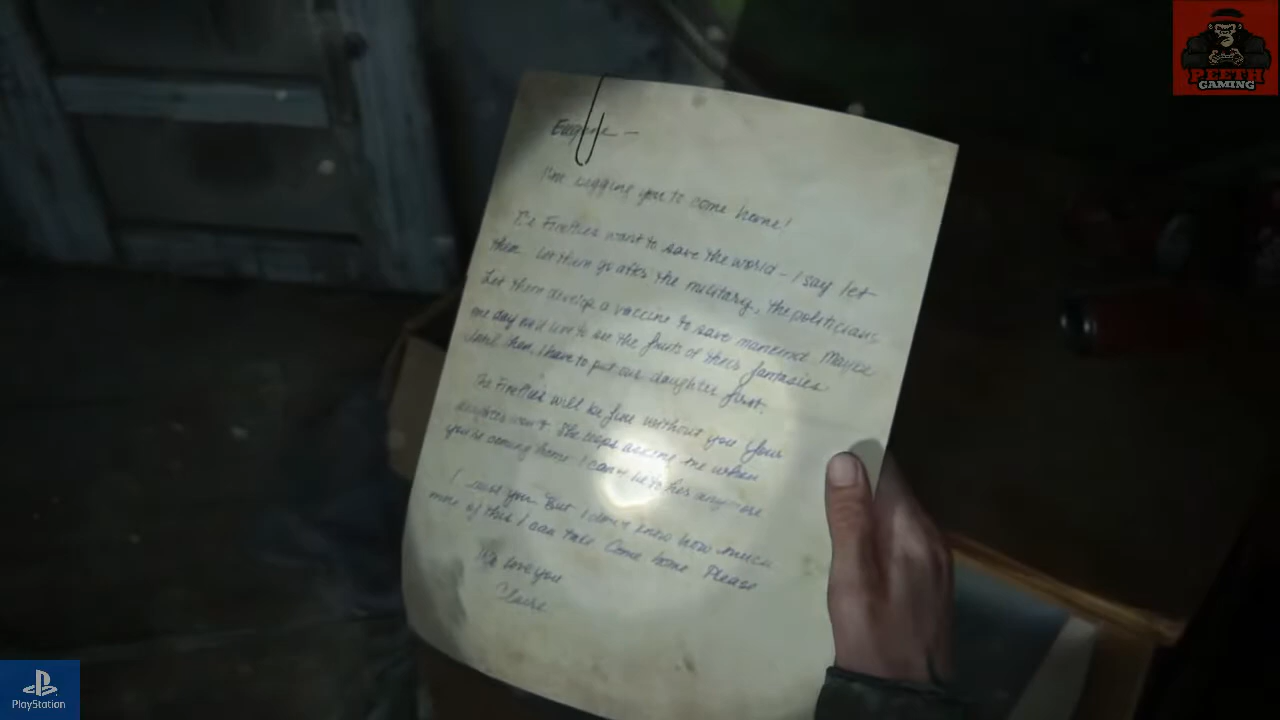 PEETH
GAMING
Eugene —
I'm begging you to come home!
The Fireflies want to save the world - I say let
them. Let them go after the military, the politicians.
Let them develop a vaccine to save mankind. Maybe
one day we'd live to see the fruits of their fantasies.
Until then, I have to put our daughter first.
The Fireflies will be fine without you. Your
daughter won't. She keeps asking me when
you're coming home. I can't lie to her anymore.
I love you. But I don't know how much
more of this I can take. Come home. Please
We love you
Claire
PlayStation